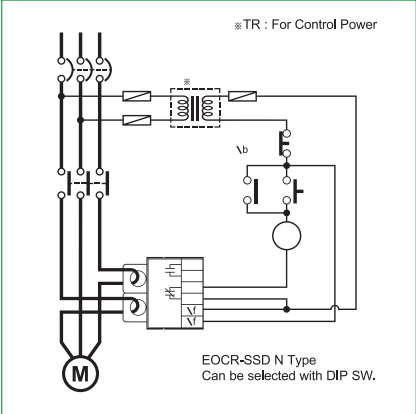 ※TR : For Control Power
※
\b
\f
\f
M
EOCR-SSD N Type
Can be selected with DIP SW.